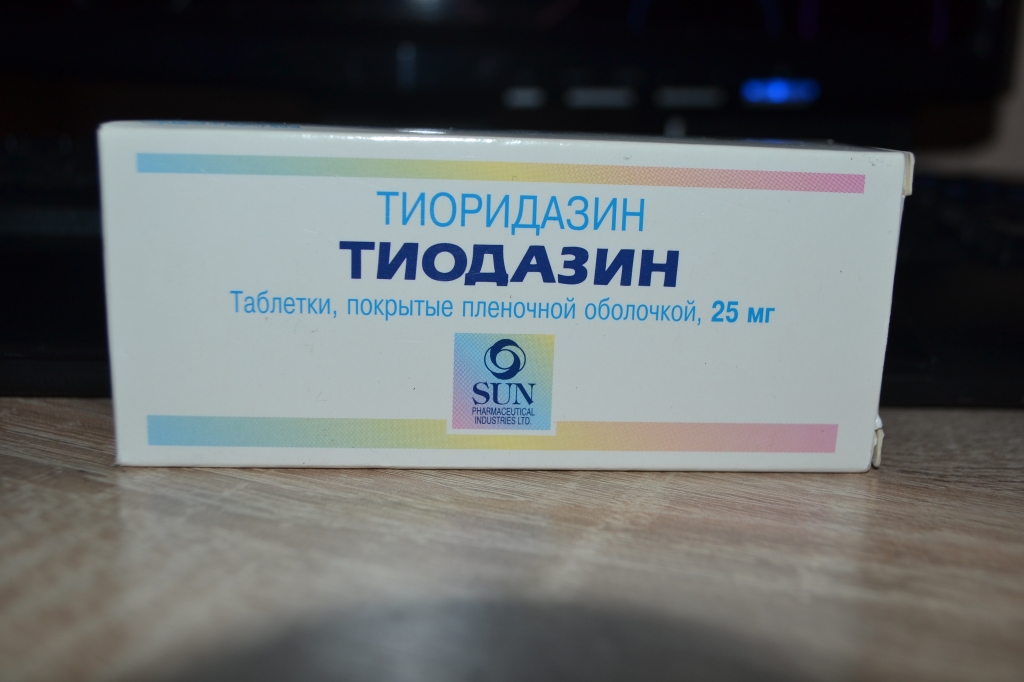 ТИОРИДАЗИН
ТИОДАЗИН
Таблетки, покрытые пленочной оболочкой, 25 мг
SUN
PHARMACEUTICAL
INDUSTRIES LTD.